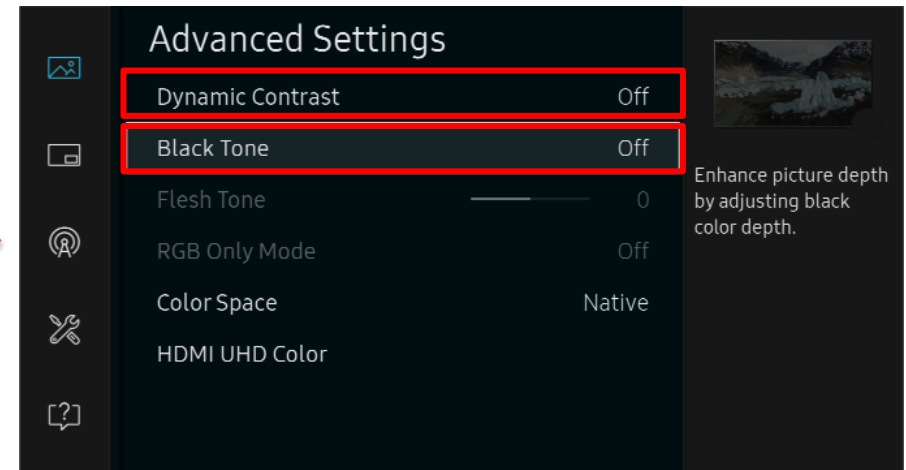 Advanced Settings
Dynamic Contrast Off
Black Tone Off
Flesh Tone 0
RGB Only Mode Off
Color Space Native
HDMI UHD Color
Enhance picture depth
by adjusting black
color depth.